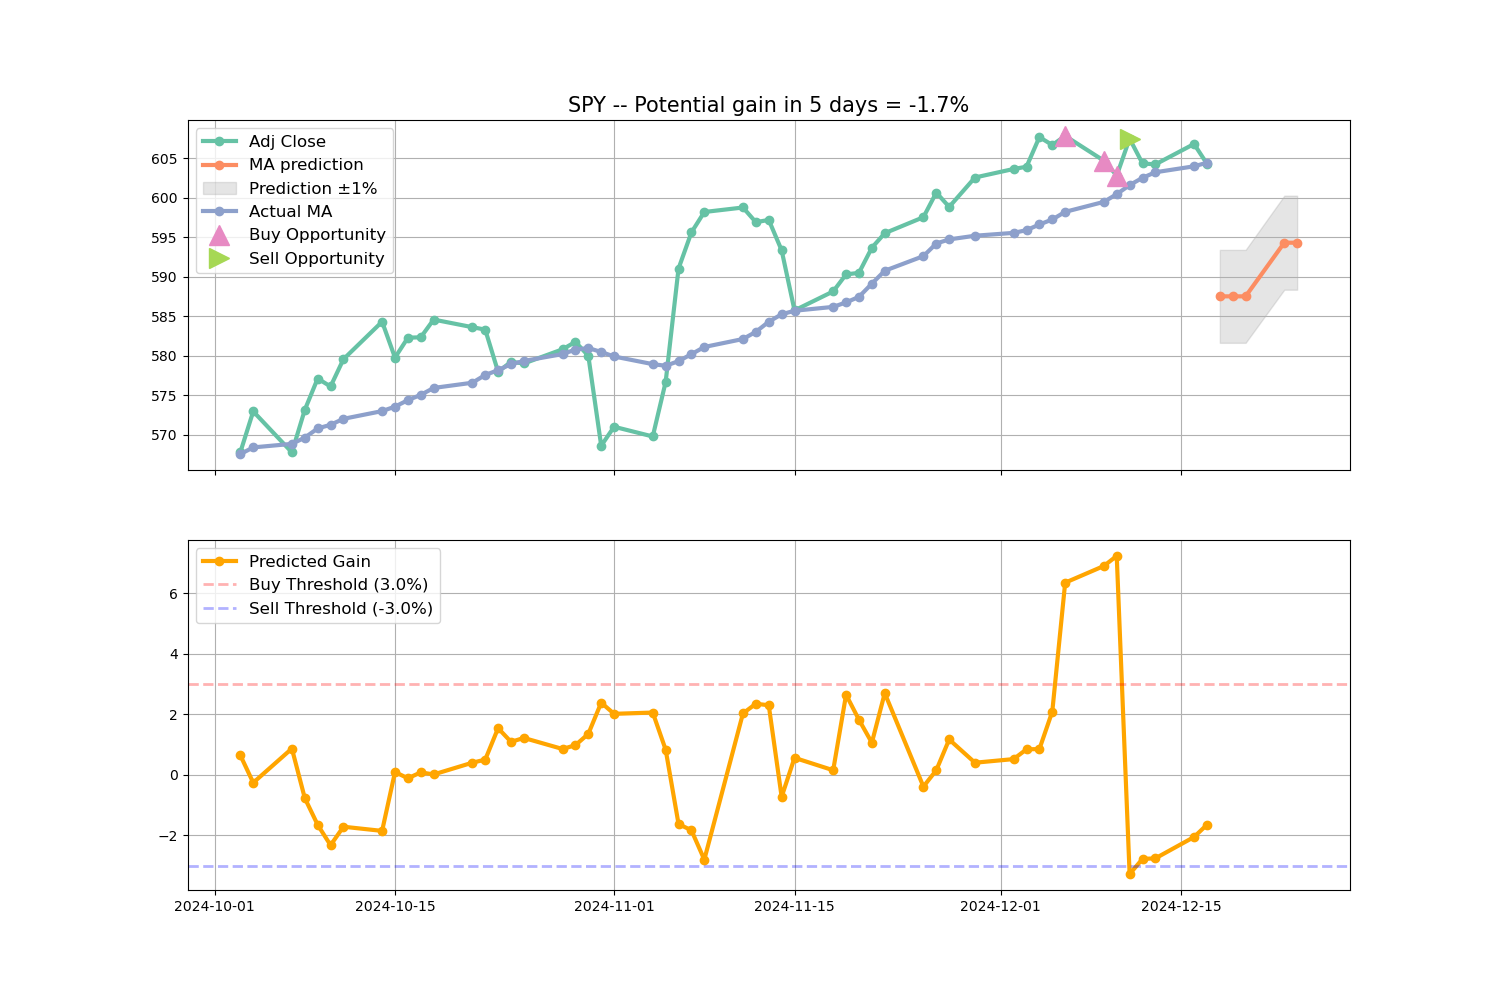 SPY -- Potential gain in 5 days = -1.7%
Adj Close
MA prediction
Prediction ±1%
Actual MA
Buy Opportunity
Sell Opportunity
605
600
595
590
585
580
575
570
Predicted Gain
Buy Threshold (3.0%)
Sell Threshold (-3.0%)
6
4
2
0
−2
2024-10-01 2024-10-15 2024-11-01 2024-11-15 2024-12-01 2024-12-15